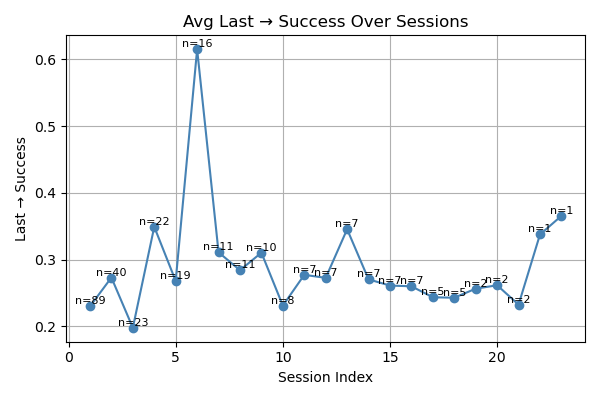 Avg Last → Success Over Sessions
Last → Success
0.6
0.5
0.4
0.3
0.2
n=89
n=40
n=23
n=22
n=19
n=16
n=11
n=11
n=10
n=8
n=7
n=7
n=7
n=7
n=7
n=7
n=5
n=5
n=2
n=2
n=2
n=1
n=1
0
5
10
15
20
Session Index